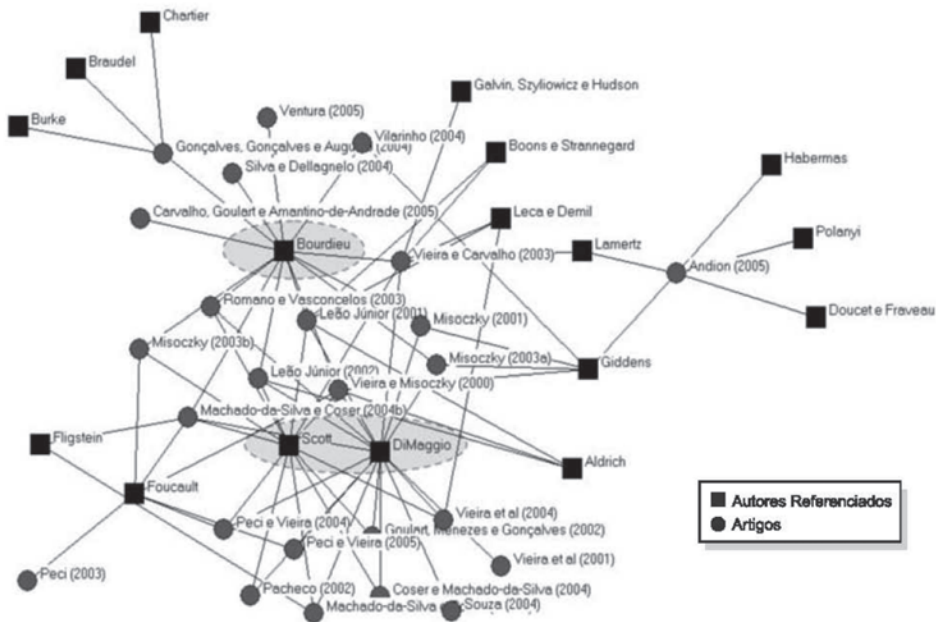 Chartier
Braudel
Galvin, Szyliowicz e Hudson
Burke
Ventura (2005)
Vilarinho (2004)
Gonçalves, Gonçalves e Augusto (2004)
Boons e Strannegard
Silva e Dellagnelo (2004)
Habermas
Carvalho, Goulart e Amantino-de-Andrade (2005)
Leca e Demil
Polanyi
Bourdieu
Vieira e Carvalho (2003)
Lamertz
Andion (2005)
Romano e Vasconcelos (2003)
Leão Júnior (2001)
Misoczky (2001)
Doucet e Fraveau
Misoczky (2003b)
Misoczky (2003a)
Giddens
Leão Júnior (2002)
Vieira e Misoczky (2000)
Machado-da-Silva e Coser (2004b)
Fligstein
Scott
DiMaggio
Aldrich
Foucault
Autores Referenciados
Artigos
Vieira et al (2004)
Peci e Vieira (2004)
Goulart, Menezes e Gonçalves (2002)
Peci e Vieira (2005)
Vieira et al (2001)
Peci (2003)
Pacheco (2002)
Coser e Machado-da-Silva (2004)
Machado-da-Silva
Souza (2004)